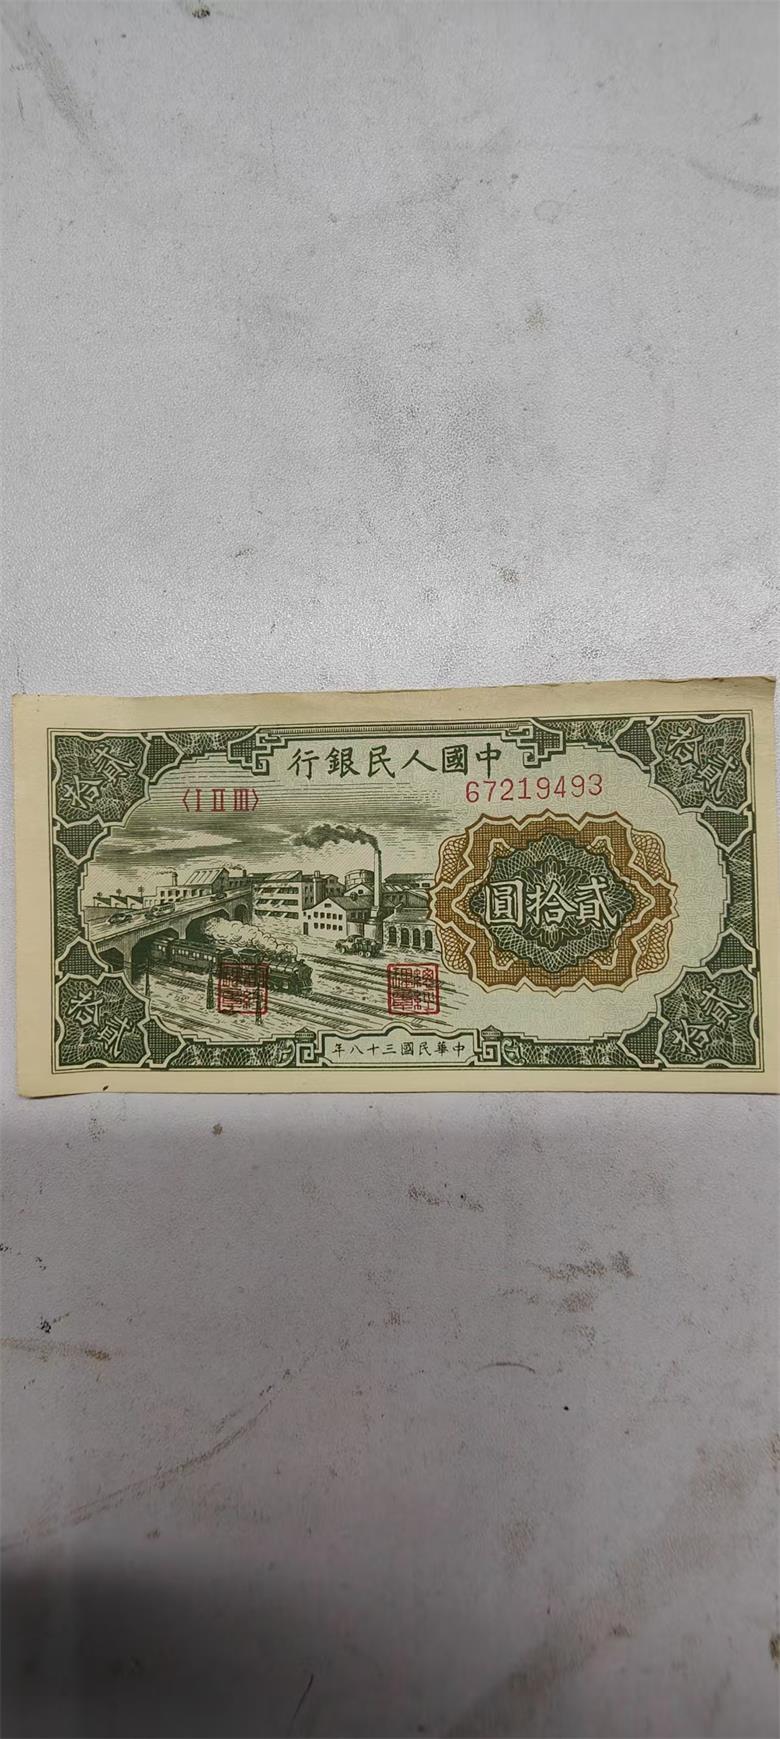 行銀民人國中
〈I II III〉
67219493
圓拾貳
年八十三國民華中
拾貳
拾貳
拾貳
拾貳